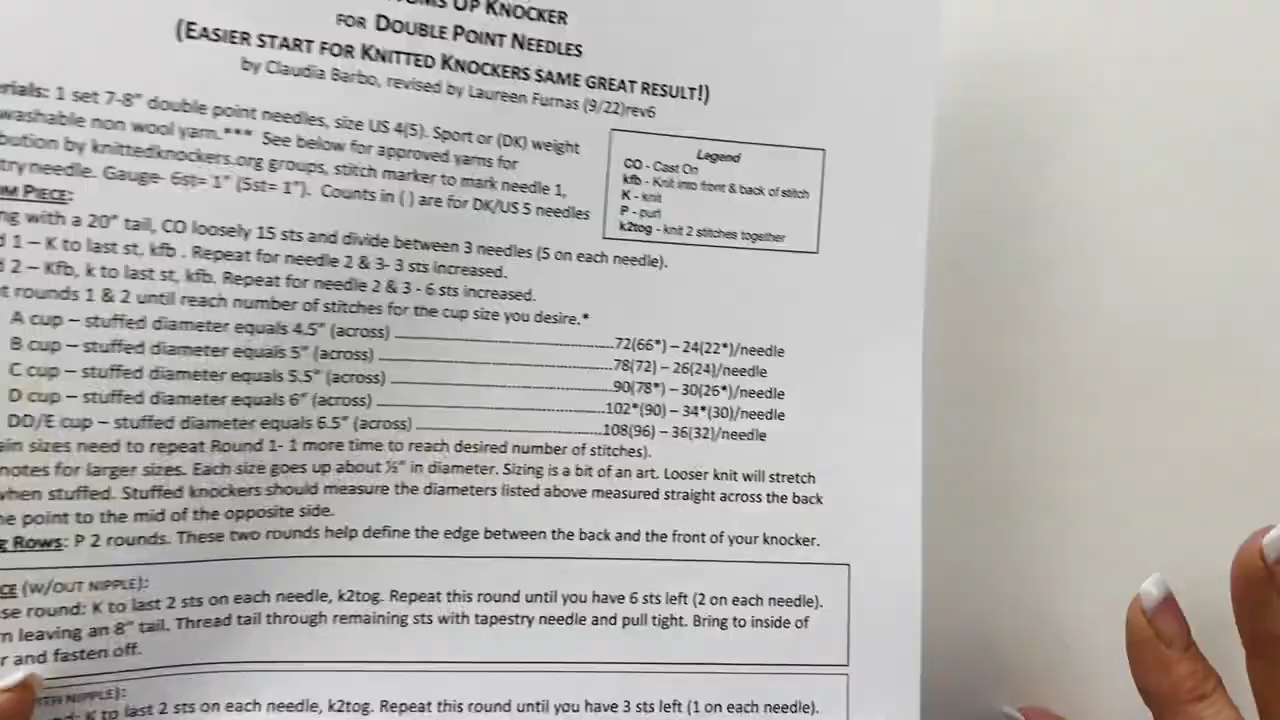 UP KNOCKER
FOR DOUBLE POINT NEEDLES
(EASIER START FOR KNITTED KNOCKERS SAME GREAT RESULT!)
by Claudia Barbo, revised by Laureen Furnas (9/22)rev6
rials: 1 set 7-8" double point needles, size US 4(5). Sport or (DK) weight
washable non wool yarn.*** See below for approved yarns for
bution by knittedknockers.org groups, stitch marker to mark needle 1,
try needle. Gauge- 6st= 1" (5st= 1"). Counts in ( ) are for DK/US 5 needles
Legend
CO - Cast On
kfb - Knit into front & back of stitch
K - knit
P - purl
k2tog - knit 2 stitches together
M PIECE:
ng with a 20" tail, CO loosely 15 sts and divide between 3 needles (5 on each needle).
d 1 – K to last st, kfb . Repeat for needle 2 & 3- 3 sts increased.
d 2 – Kfb, k to last st, kfb. Repeat for needle 2 & 3 - 6 sts increased.
t rounds 1 & 2 until reach number of stitches for the cup size you desire.*
A cup – stuffed diameter equals 4.5" (across) 72(66*) – 24(22*)/needle
B cup – stuffed diameter equals 5" (across) 78(72) – 26(24)/needle
C cup – stuffed diameter equals 5.5" (across) 90(78*) – 30(26*)/needle
D cup – stuffed diameter equals 6" (across) 102*(90) – 34*(30)/needle
DD/E cup – stuffed diameter equals 6.5" (across) 108(96) – 36(32)/needle
ain sizes need to repeat Round 1- 1 more time to reach desired number of stitches).
notes for larger sizes. Each size goes up about ½" in diameter. Sizing is a bit of an art. Looser knit will stretch
when stuffed. Stuffed knockers should measure the diameters listed above measured straight across the back
ne point to the mid of the opposite side.
g Rows: P 2 rounds. These two rounds help define the edge between the back and the front of your knocker.
CE (W/OUT NIPPLE):
se round: K to last 2 sts on each needle, k2tog. Repeat this round until you have 6 sts left (2 on each needle).
n leaving an 8" tail. Thread tail through remaining sts with tapestry needle and pull tight. Bring to inside of
r and fasten off.
ITH NIPPLE):
nd: K to last 2 sts on each needle, k2tog. Repeat this round until you have 3 sts left (1 on each needle).